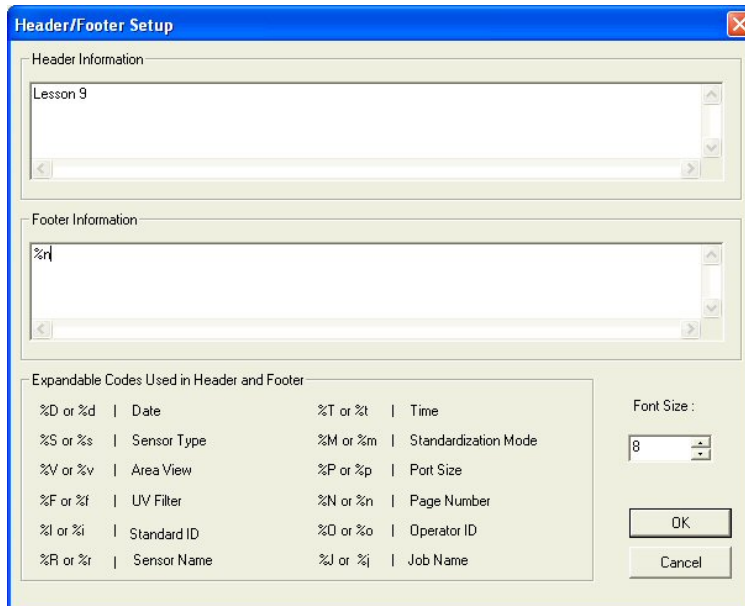 Header/Footer Setup
Header Information
Lesson 9
Footer Information
%n
Expandable Codes Used in Header and Footer
%D or %d | Date %T or %t | Time
%S or %s | Sensor Type %M or %m | Standardization Mode
%V or %v | Area View %P or %p | Port Size
%F or %f | UV Filter %N or %n | Page Number
%I or %i | Standard ID %O or %o | Operator ID
%R or %r | Sensor Name %J or %j | Job Name
Font Size :
8
OK
Cancel